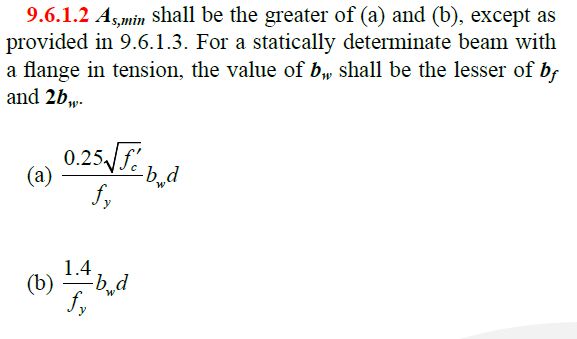 9.6.1.2 As,min shall be the greater of (a) and (b), except as
provided in 9.6.1.3. For a statically determinate beam with
a flange in tension, the value of bw shall be the lesser of bf
and 2bw.
(a) 0.25√fc′ / fy bwd
(b) 1.4 / fy bwd